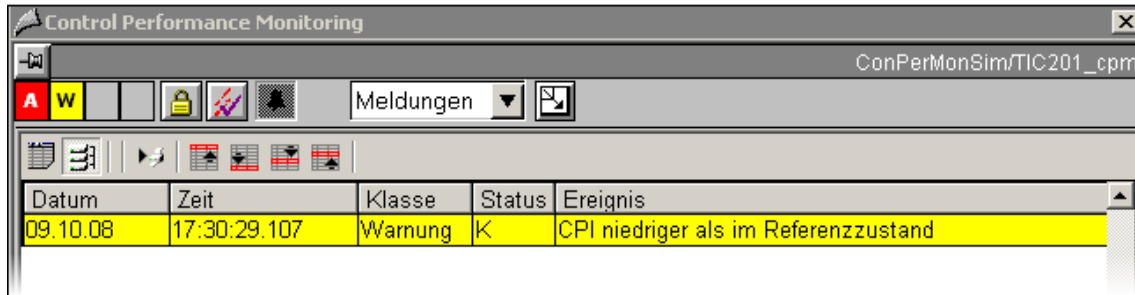 Control Performance Monitoring
ConPerMonSim/TIC201_cpm
A W Meldungen
Datum Zeit Klasse Status Ereignis
09.10.08 17:30:29.107 Warnung K CPI niedriger als im Referenzzustand